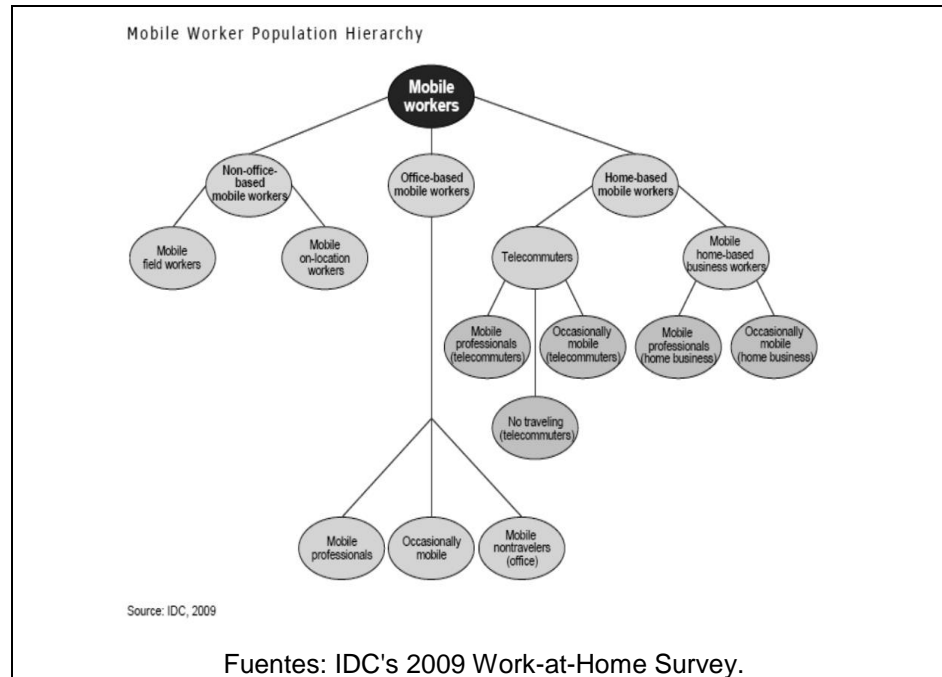 Mobile Worker Population Hierarchy
Mobile
workers
Non-office-
based
mobile workers
Office-based
mobile workers
Home-based
mobile workers
Mobile
field workers
Mobile
on-location
workers
Telecommuters
Mobile
home-based
business workers
Mobile
professionals
(telecommuters)
Occasionally
mobile
(telecommuters)
Mobile
professionals
(home business)
Occasionally
mobile
(home business)
No traveling
(telecommuters)
Mobile
professionals
Occasionally
mobile
Mobile
nontravelers
(office)
Source: IDC, 2009
Fuentes: IDC's 2009 Work-at-Home Survey.